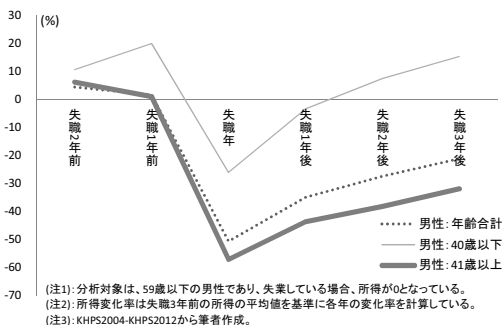 (%)
30
20
10
0
-10
-20
-30
-40
-50
-60
-70
失職2年前
失職1年前
失職年
失職1年後
失職2年後
失職3年後
男性：年齢合計
男性：40歳以下
男性：41歳以上
(注1)：分析対象は、59歳以下の男性であり、失業している場合、所得が0となっている。
(注2)：所得変化率は失職3年前の所得の平均値を基準に各年の変化率を計算している。
(注3)：KHPS2004-KHPS2012から筆者作成。